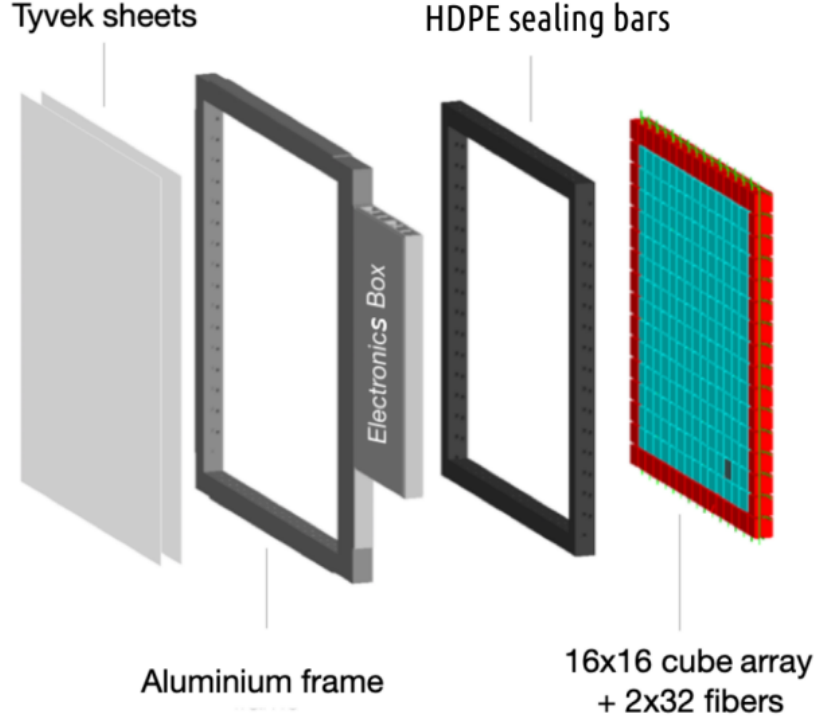 Tyvek sheets
HDPE sealing bars
Electronics Box
Aluminium frame
16x16 cube array
+ 2x32 fibers